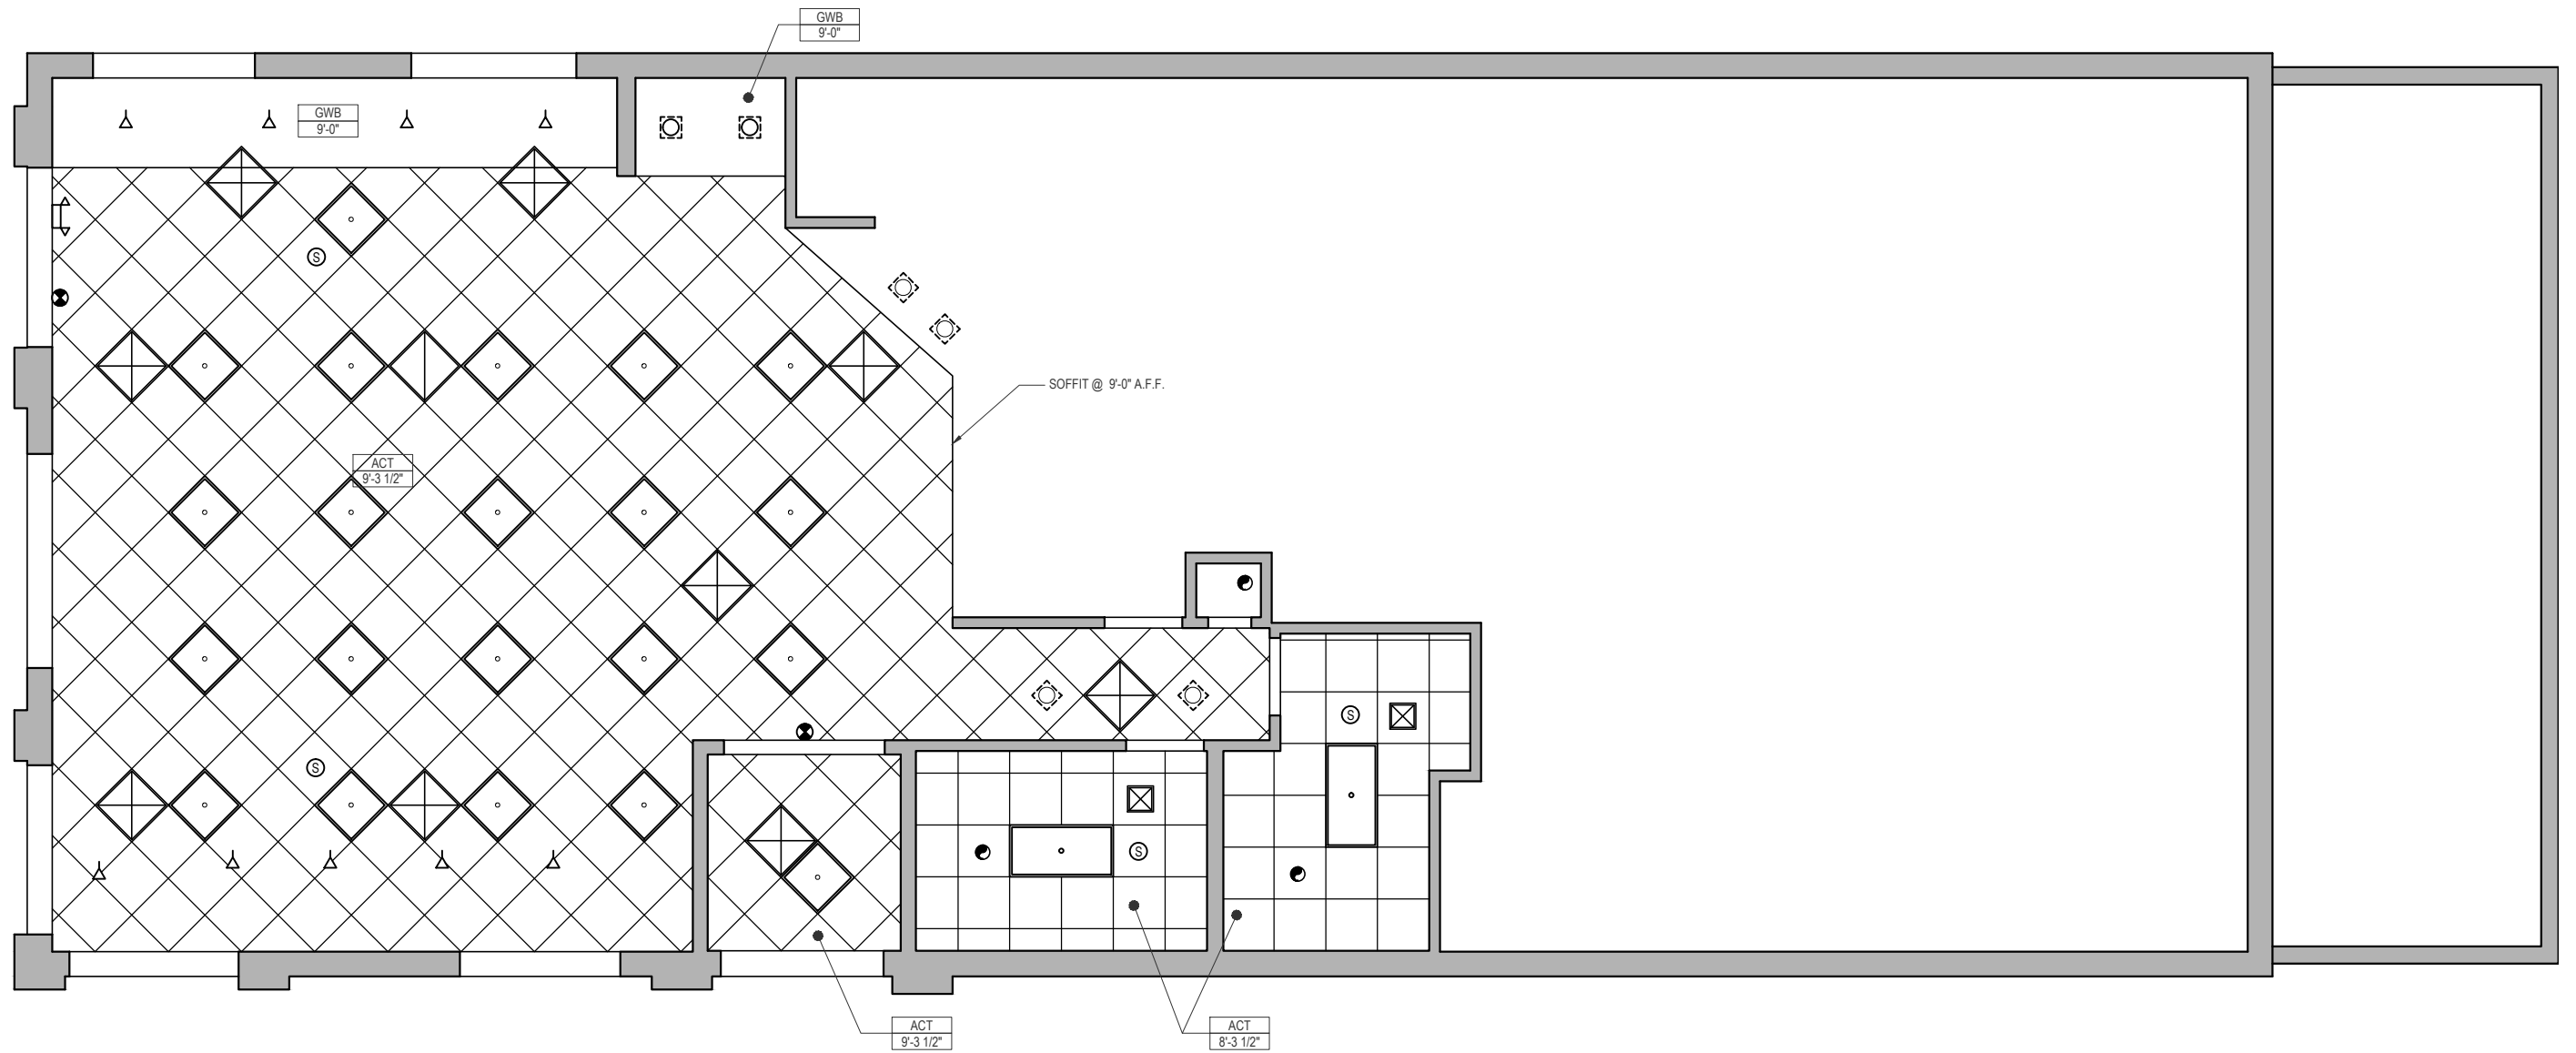 GWB
9'-0"
GWB
9'-0"
S
SOFFIT @ 9'-0" A.F.F.
ACT
9'-3 1/2"
S
S
S
ACT
9'-3 1/2"
ACT
8'-3 1/2"